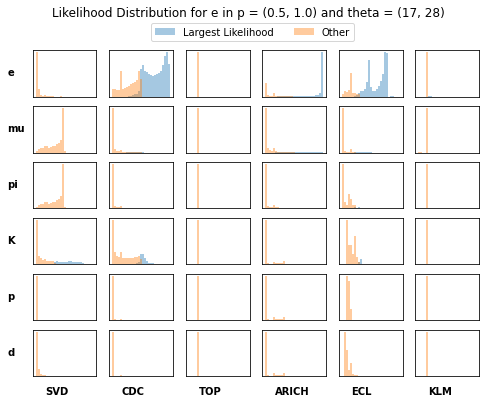 Likelihood Distribution for e in p = (0.5, 1.0) and theta = (17, 28)
Largest Likelihood Other
e
mu
pi
K
p
d
SVD CDC TOP ARICH ECL KLM